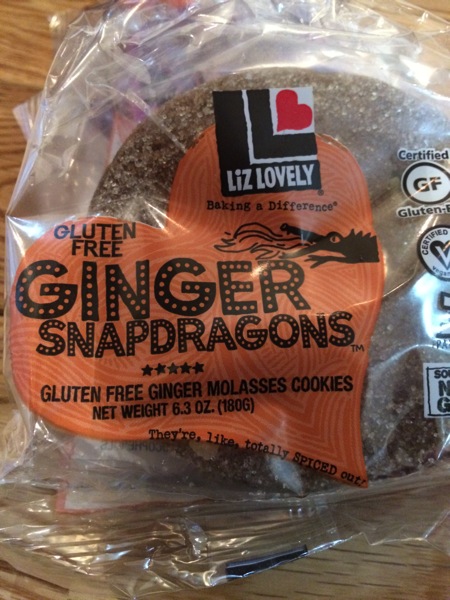 LiZ LOVELY®
Baking a Difference®
GLUTEN
FREE
GINGER
SNAPDRAGONS™
GLUTEN FREE GINGER MOLASSES COOKIES
NET WEIGHT 6.3 OZ. (180G)
They're, like, totally SPICED out!
Certified
GF
Gluten-
CERTIFIED